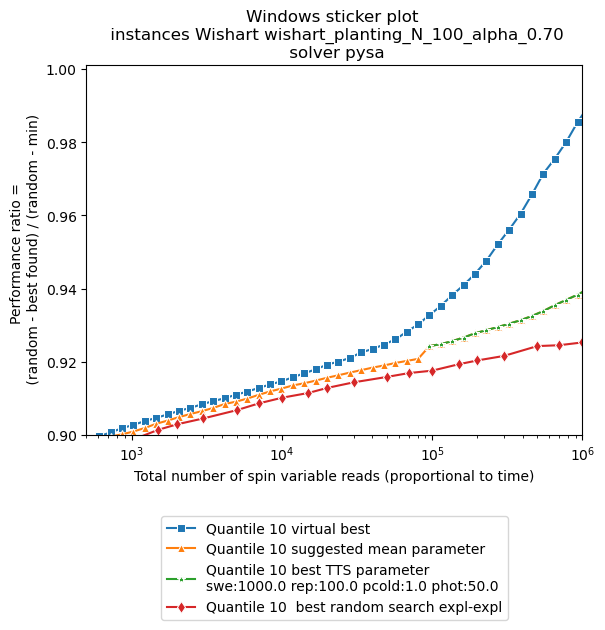 Windows sticker plot
instances Wishart wishart_planting_N_100_alpha_0.70
solver pysa
Performance ratio =
(random - best found) / (random - min)
1.00
0.98
0.96
0.94
0.92
0.90
10³
10⁴
10⁵
10⁶
Total number of spin variable reads (proportional to time)
Quantile 10 virtual best
Quantile 10 suggested mean parameter
Quantile 10 best TTS parameter
swe:1000.0 rep:100.0 pcold:1.0 phot:50.0
Quantile 10  best random search expl-expl